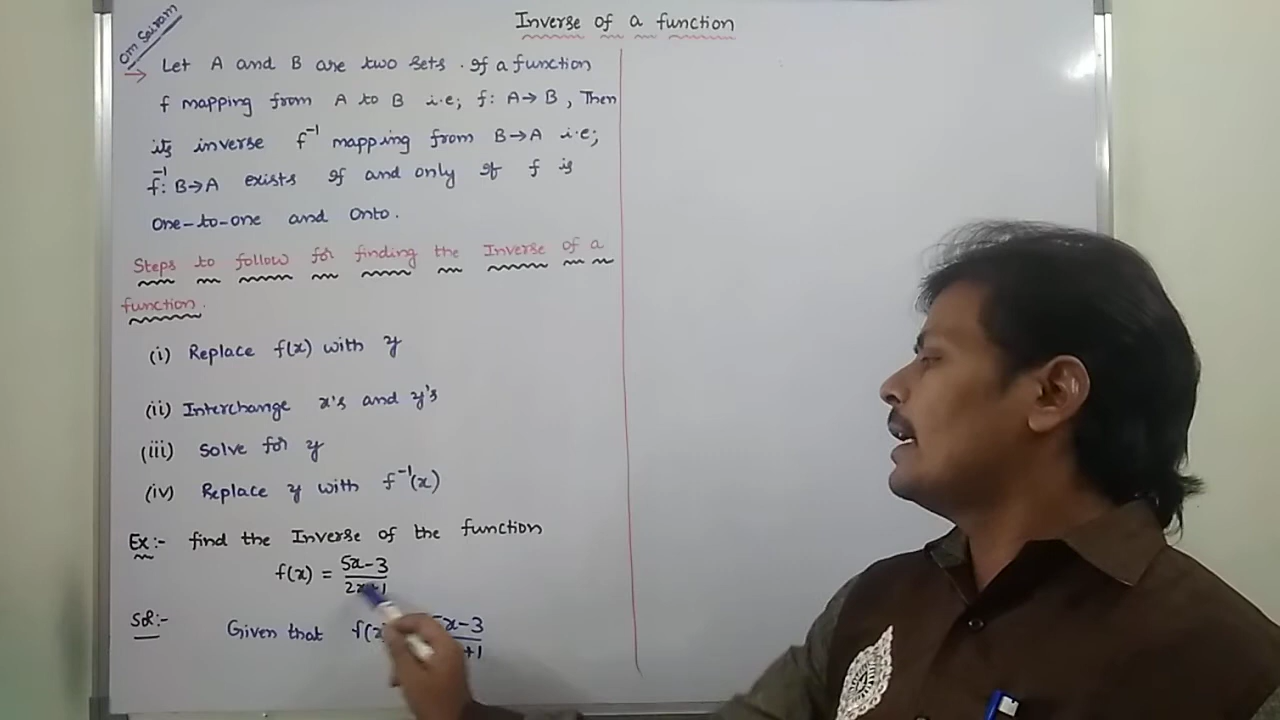 Inverse of a function
Om Sairam
→ Let A and B are two sets. If a function
f mapping from A to B i.e; f: A→B, Then
its inverse f⁻¹ mapping from B→A i.e;
f⁻¹: B→A exists if and only if f is
one-to-one and onto.
Steps to follow for finding the Inverse of a
function.
(i) Replace f(x) with y
(ii) Interchange x's and y's
(iii) Solve for y
(iv) Replace y with f⁻¹(x)
Ex:- find the Inverse of the function
f(x) = 5x-3
2x+1
Sol:- Given that f(x) 5x-3
+1